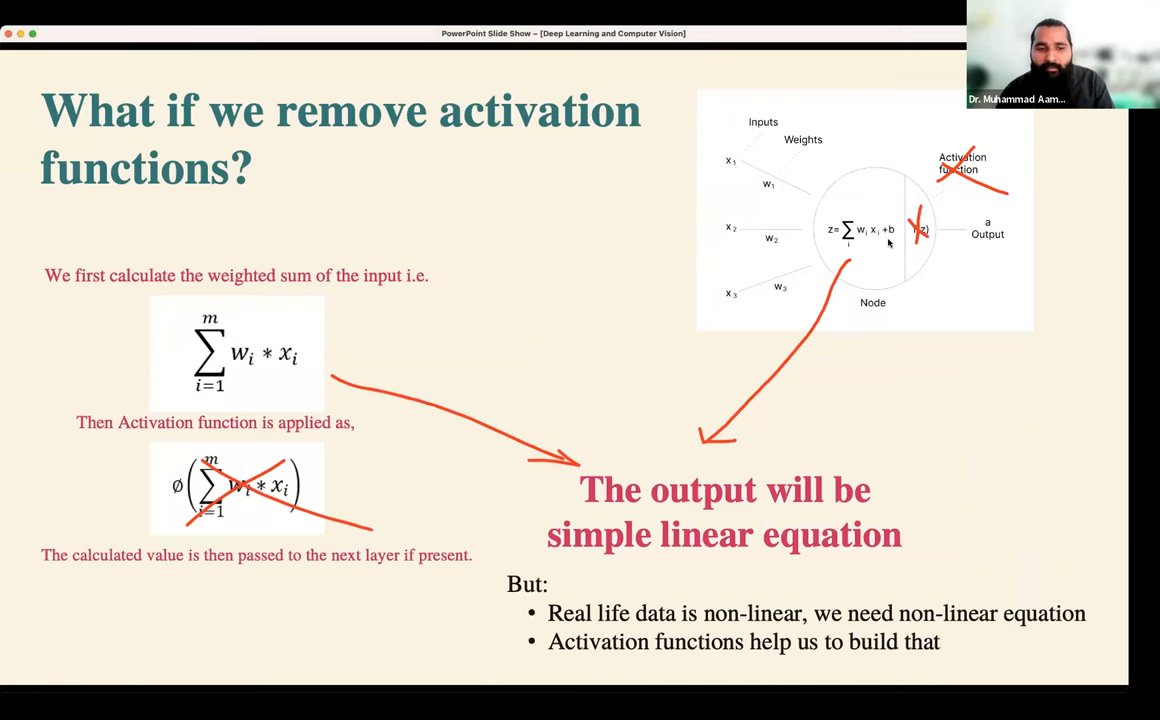 PowerPoint Slide Show – [Deep Learning and Computer Vision]
Dr. Muhammad Aam...
What if we remove activation
functions?
We first calculate the weighted sum of the input i.e.
m
∑ wᵢ * xᵢ
i=1
Then Activation function is applied as,
m
∅(∑ wᵢ * xᵢ)
i=1
The calculated value is then passed to the next layer if present.
Inputs
Weights
x₁
w₁
x₂
w₂
x₃
w₃
z= ∑ wᵢ xᵢ +b
i
z)
Node
Activation
function
a
Output
The output will be
simple linear equation
But:
• Real life data is non-linear, we need non-linear equation
• Activation functions help us to build that